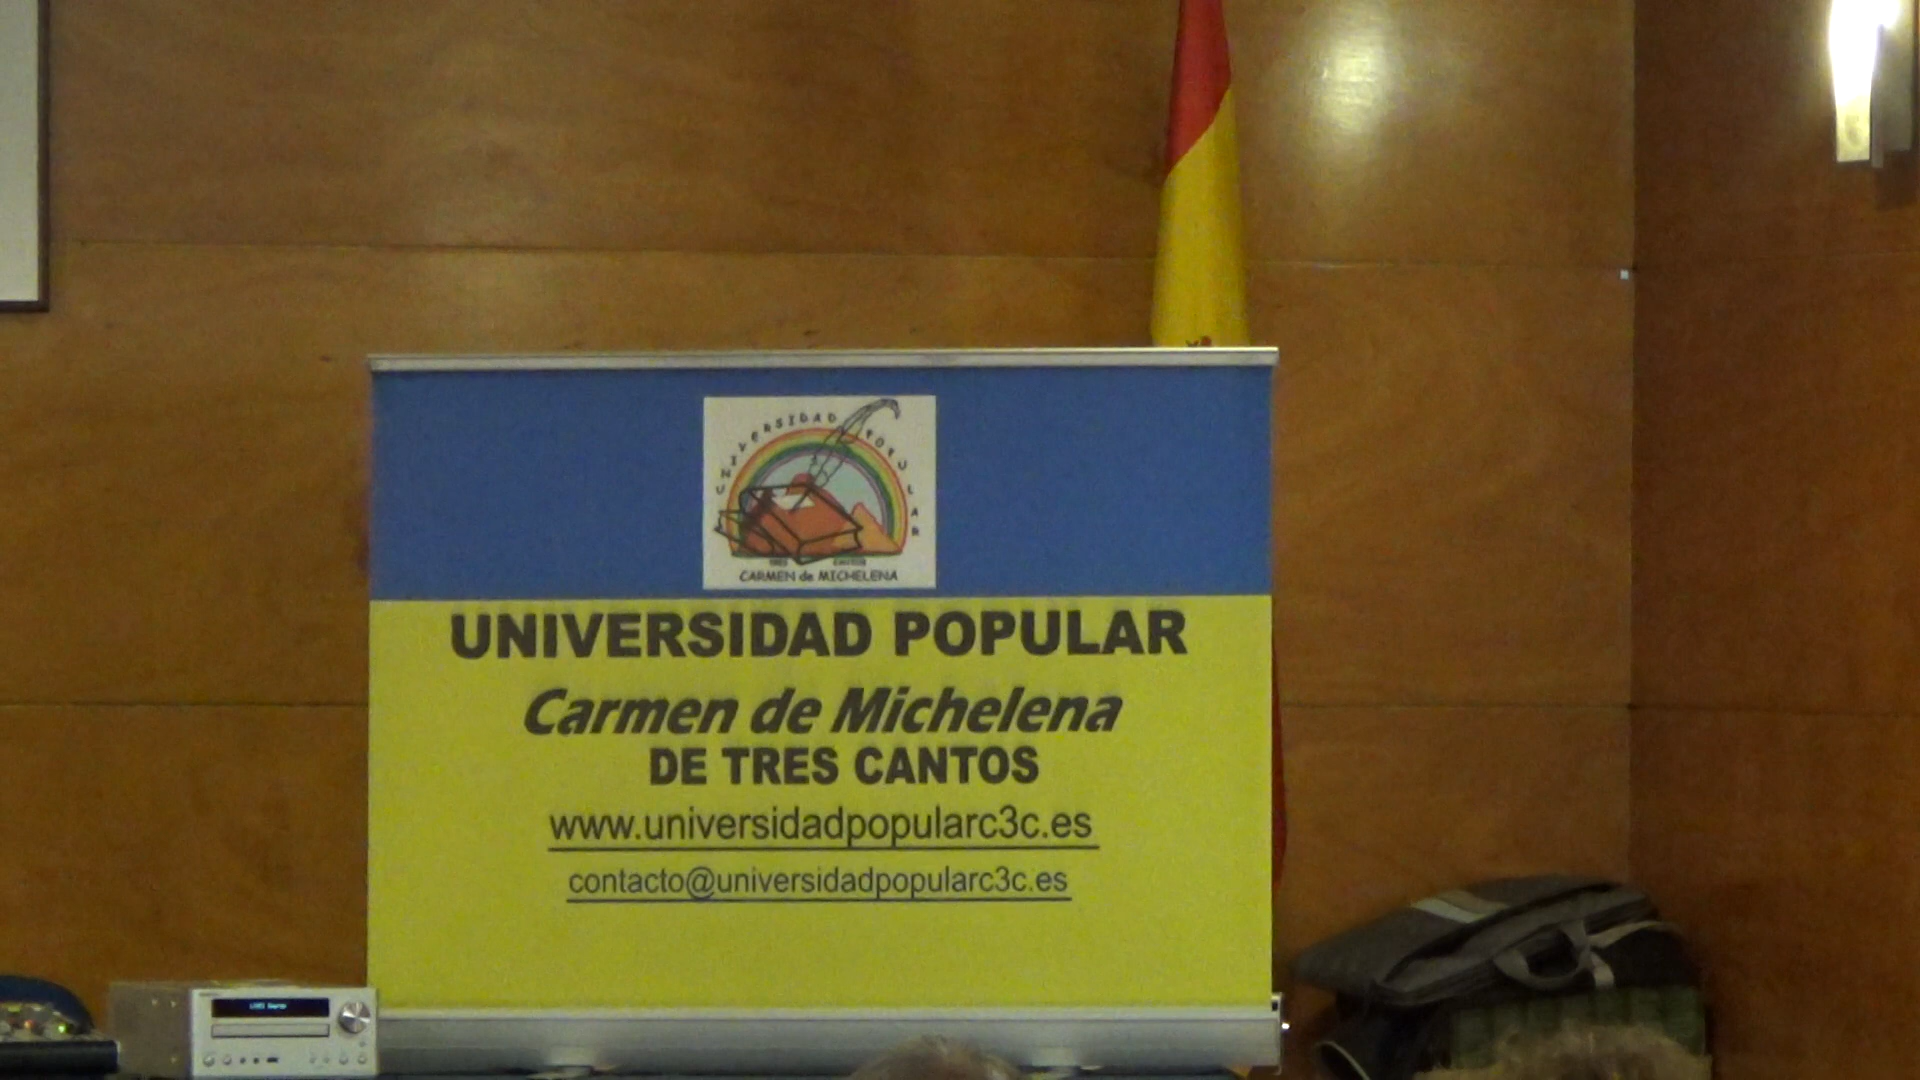 UNIVERSIDAD POPULAR
CARMEN de MICHELENA
UNIVERSIDAD POPULAR
Carmen de Michelena
DE TRES CANTOS
www.universidadpopularc3c.es
contacto@universidadpopularc3c.es